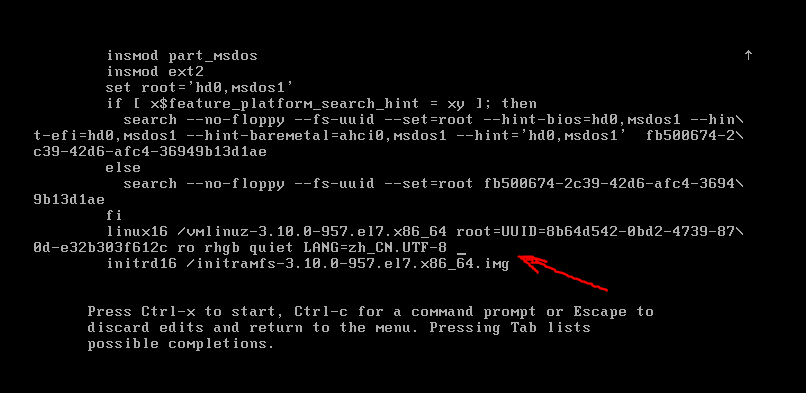 insmod part_msdos
insmod ext2
set root='hd0,msdos1'
if [ x$feature_platform_search_hint = xy ]; then
search --no-floppy --fs-uuid --set=root --hint-bios=hd0,msdos1 --hin\
t-efi=hd0,msdos1 --hint-baremetal=ahci0,msdos1 --hint='hd0,msdos1'  fb500674-2\
c39-42d6-afc4-36949b13d1ae
else
search --no-floppy --fs-uuid --set=root fb500674-2c39-42d6-afc4-3694\
9b13d1ae
fi
linux16 /vmlinuz-3.10.0-957.el7.x86_64 root=UUID=8b64d542-0bd2-4739-87\
0d-e32b303f612c ro rhgb quiet LANG=zh_CN.UTF-8 _
initrd16 /initramfs-3.10.0-957.el7.x86_64.img
Press Ctrl-x to start, Ctrl-c for a command prompt or Escape to
discard edits and return to the menu. Pressing Tab lists
possible completions.